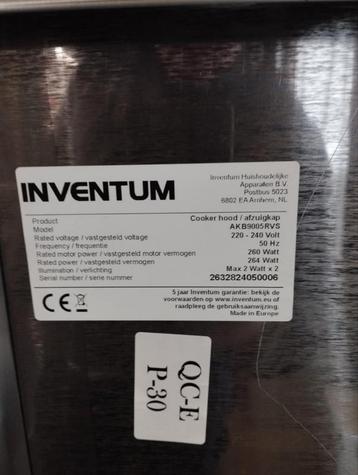 INVENTUM
Inventum Huishoudelijke
Apparaten B.V.
Postbus 5023
6802 EA Arnhem, NL
Product Cooker hood / afzuigkap
Model AKB9005RVS
Rated voltage / vastgesteld voltage 220 - 240 Volt
Frequency / frequentie 50 Hz
Rated motor power / vastgesteld motor vermogen 260 Watt
Rated power / vastgesteld vermogen 264 Watt
Illumination / verlichting Max 2 Watt x 2
Serial number / serie nummer 2632824050006
5 jaar Inventum garantie: bekijk de
voorwaarden op www.inventum.eu of
raadpleeg de gebruiksaanwijzing.
Made in Europe
CE
QC-E
P-30